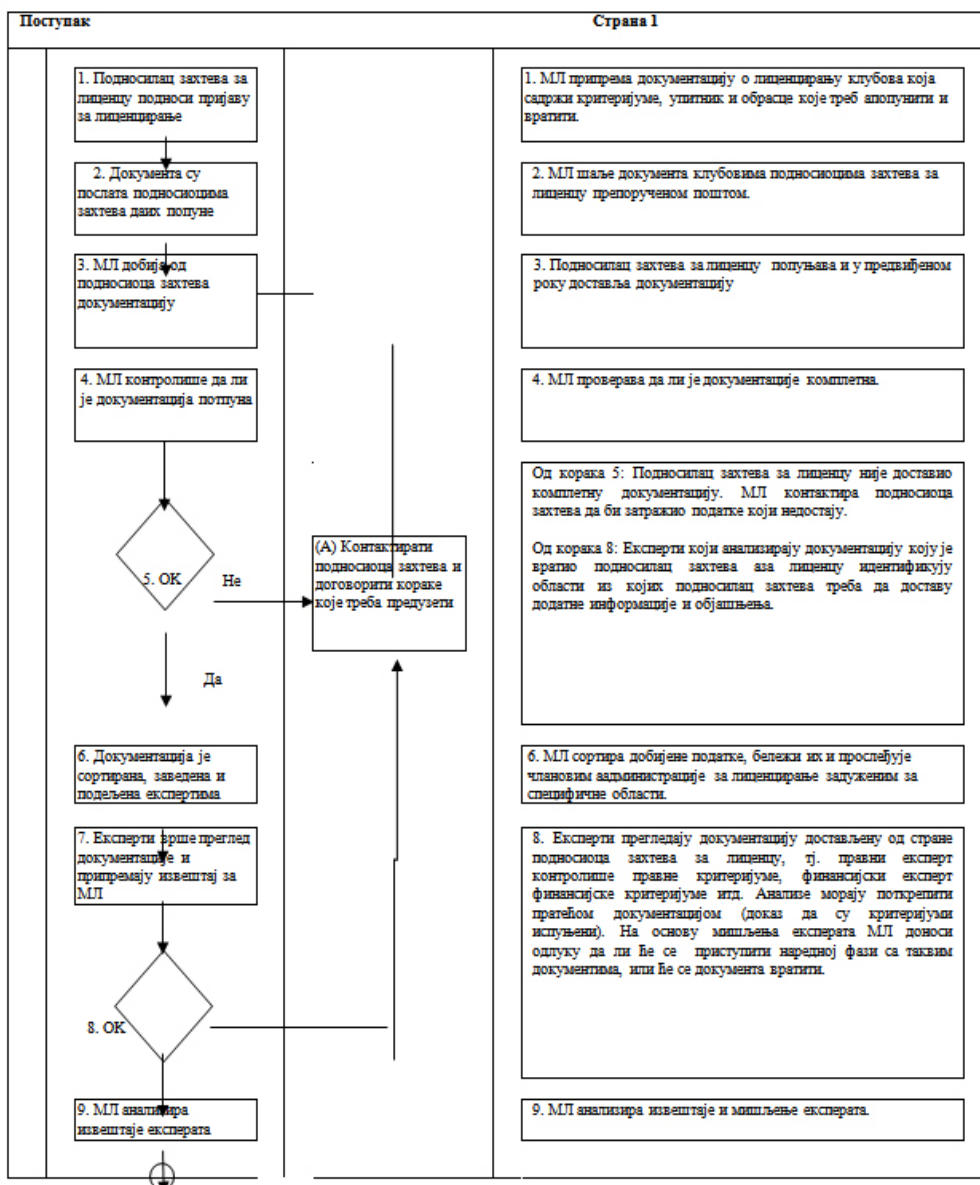 Поступак
Страна 1
1. Подносилац захтева за
лиценцу подноси пријаву
за лиценцирање
1. МЛ припрема документацију о лиценцирању клубова која
садржи критеријуме, упитник и обрасце које треб апопунити и
вратити.
2. Документа су
послата подносиоцима
захтева даих попуне
2. МЛ шаље документа клубовима подносиоцима захтева за
лиценцу препорученом поштом.
3. МЛ добија од
подносиоца захтева
документацију
3. Подносилац захтева за лиценцу попуњава и у предвиђеном
року доставља документацију
4. МЛ контролише да ли
је документација потпуна
4. МЛ проверава да ли је документације комплетна.
Од корака 5: Подносилац захтева за лиценцу није доставио
комплетну документацију. МЛ контактира подносиоца
захтева да би затражио податке који недостају.
Од корака 8: Експерти који анализирају документацију коју је
вратио подносилац захтева аза лиценцу идентификују
области из којих подносилац захтева треба да доставу
додатне информације и објашњења.
5. ОК
Не
(А) Контактирати
подносиоца захтева и
договорити кораке
које треба предузети
Да
6. Документација је
сортирана, заведена и
подељена експертима
6. МЛ сортира добијене податке, бележи их и прослеђује
члановим аадминистрације за лиценцирање задуженим за
специфичне области.
7. Експерти врше преглед
документације и
припремају извештај за
МЛ
8. Експерти прегледају документацију достављену од стране
подносиоца захтева за лиценцу, тј. правни експерт
контролише правне критеријуме, финансијски експерт
финансијске критеријуме итд. Анализе морају поткрепити
пратећом документацијом (доказ да су критеријуми
испуњени). На основу мишљења експерата МЛ доноси
одлуку да ли ће се приступити наредној фази са таквим
документима, или ће се документа вратити.
8. ОК
9. МЛ анализира
извештаје експерата
9. МЛ анализира извештаје и мишљење експерата.